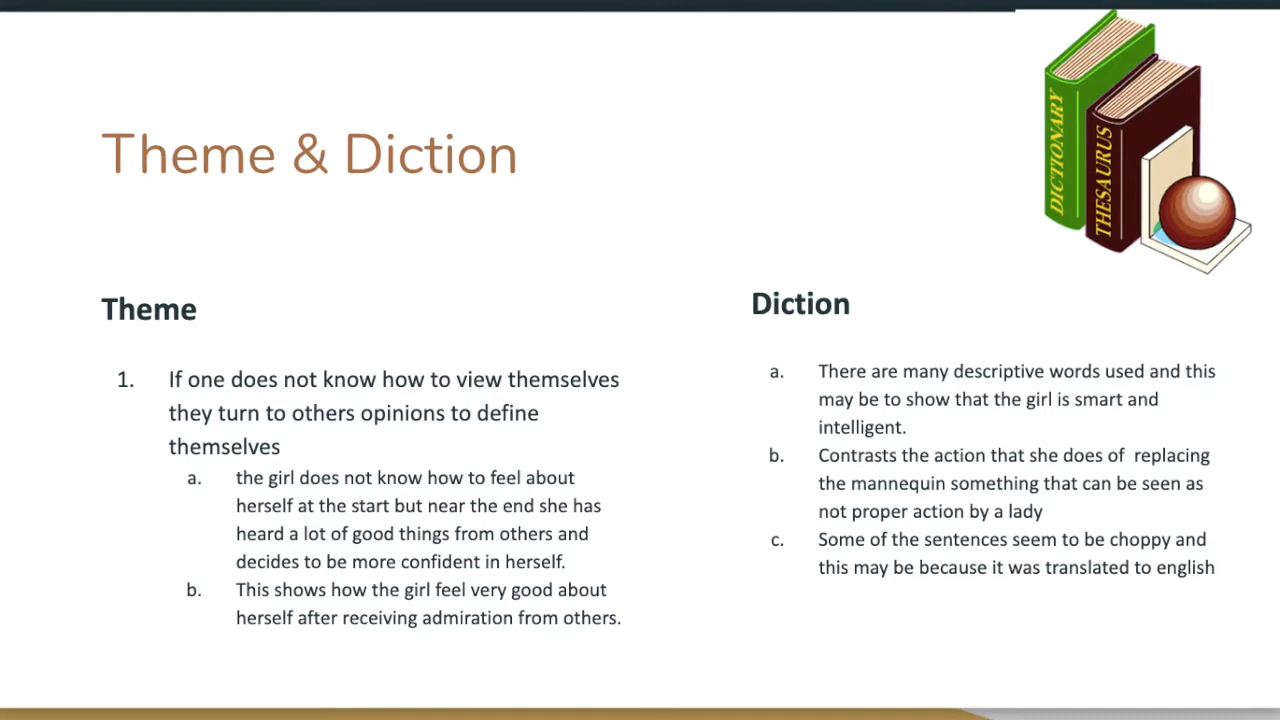 DICTIONARY
THESAURUS
Theme & Diction
Theme
1. If one does not know how to view themselves
they turn to others opinions to define
themselves
a. the girl does not know how to feel about
herself at the start but near the end she has
heard a lot of good things from others and
decides to be more confident in herself.
b. This shows how the girl feel very good about
herself after receiving admiration from others.
Diction
a. There are many descriptive words used and this
may be to show that the girl is smart and
intelligent.
b. Contrasts the action that she does of  replacing
the mannequin something that can be seen as
not proper action by a lady
c. Some of the sentences seem to be choppy and
this may be because it was translated to english